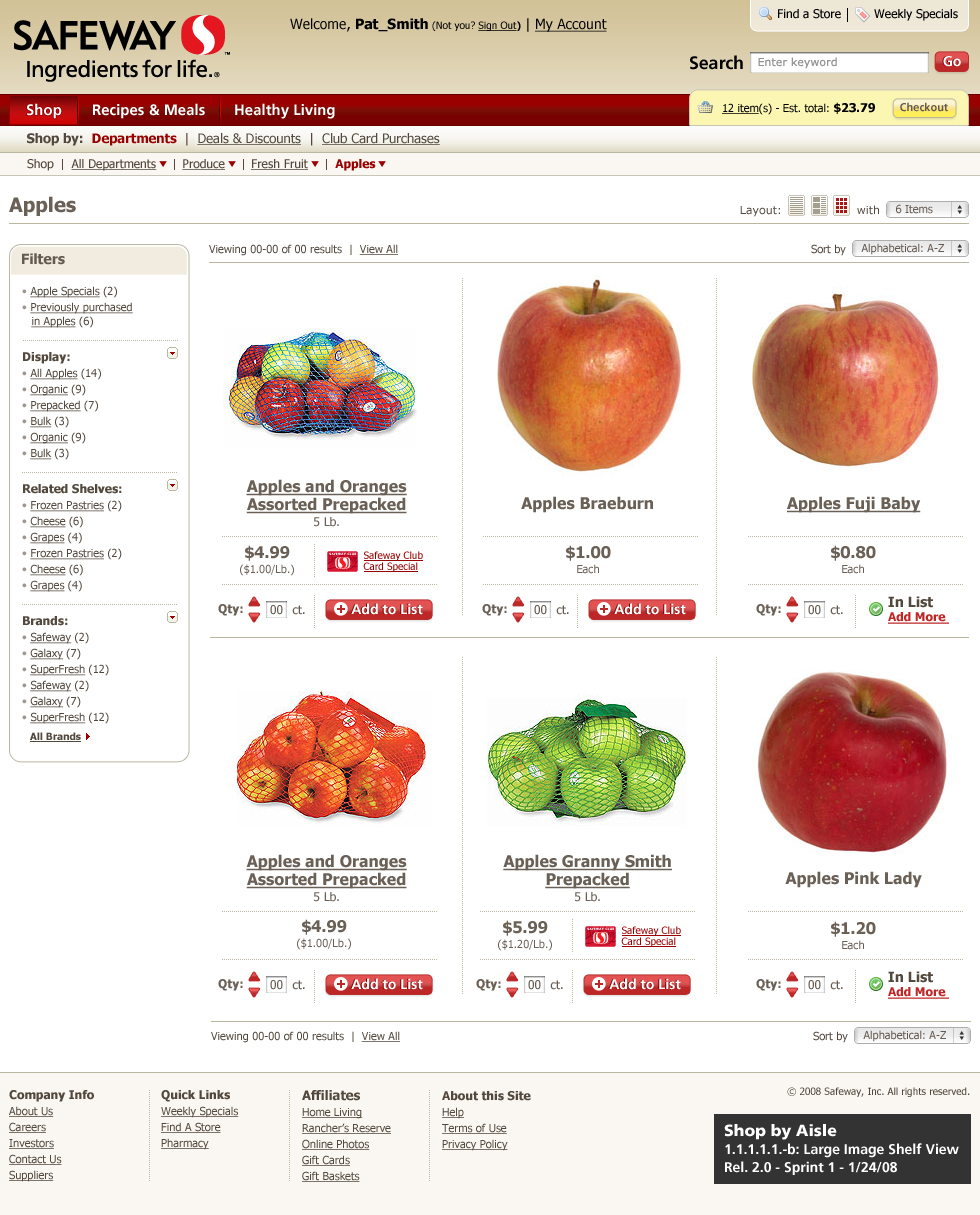 SAFEWAY
Ingredients for life.®
Welcome, Pat_Smith (Not you? Sign Out) | My Account
Find a Store | Weekly Specials
Search Enter keyword Go
Shop Recipes & Meals Healthy Living
12 item(s) - Est. total: $23.79 Checkout
Shop by: Departments | Deals & Discounts | Club Card Purchases
Shop | All Departments | Produce | Fresh Fruit | Apples
Apples
Layout: with 6 Items
Filters
Apple Specials (2)
Previously purchased
in Apples (6)
Display:
All Apples (14)
Organic (9)
Prepacked (7)
Bulk (3)
Organic (9)
Bulk (3)
Related Shelves:
Frozen Pastries (2)
Cheese (6)
Grapes (4)
Frozen Pastries (2)
Cheese (6)
Grapes (4)
Brands:
Safeway (2)
Galaxy (7)
SuperFresh (12)
Safeway (2)
Galaxy (7)
SuperFresh (12)
All Brands
Viewing 00-00 of 00 results | View All
Sort by Alphabetical: A-Z
Apples and Oranges
Assorted Prepacked
5 Lb.
$4.99
($1.00/Lb.)
Safeway Club
Card Special
Qty: 00 ct. Add to List
Apples Braeburn
$1.00
Each
Qty: 00 ct. Add to List
Apples Fuji Baby
$0.80
Each
Qty: 00 ct. In List
Add More
Apples and Oranges
Assorted Prepacked
5 Lb.
$4.99
($1.00/Lb.)
Qty: 00 ct. Add to List
Apples Granny Smith
Prepacked
5 Lb.
$5.99
($1.20/Lb.)
Safeway Club
Card Special
Qty: 00 ct. Add to List
Apples Pink Lady
$1.20
Each
Qty: 00 ct. In List
Add More
Viewing 00-00 of 00 results | View All
Sort by Alphabetical: A-Z
Company Info
About Us
Careers
Investors
Contact Us
Suppliers
Quick Links
Weekly Specials
Find A Store
Pharmacy
Affiliates
Home Living
Rancher's Reserve
Online Photos
Gift Cards
Gift Baskets
About this Site
Help
Terms of Use
Privacy Policy
© 2008 Safeway, Inc. All rights reserved.
Shop by Aisle
1.1.1.1.1.-b: Large Image Shelf View
Rel. 2.0 - Sprint 1 - 1/24/08